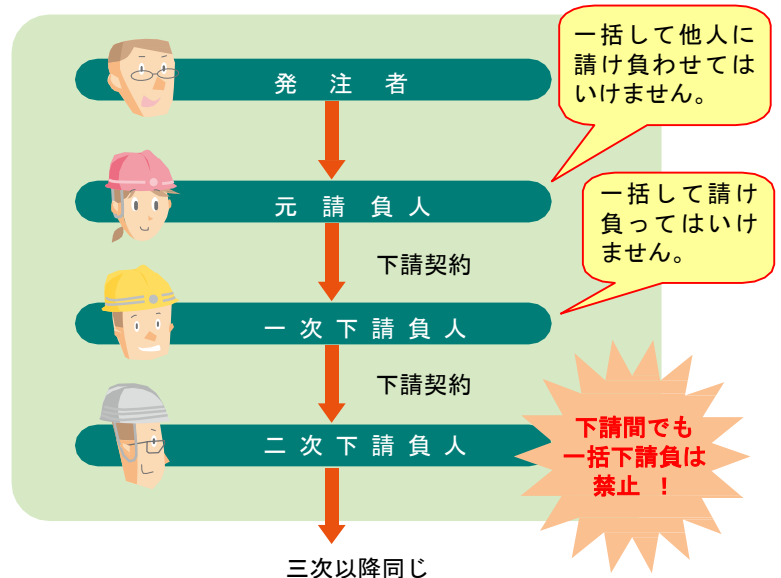 一括して他人に
請け負わせては
いけません。
発注者
元請負人
一括して請け
負ってはいけ
ません。
下請契約
一次下請負人
下請契約
二次下請負人
下請間でも
一括下請負は
禁止！
三次以降同じ